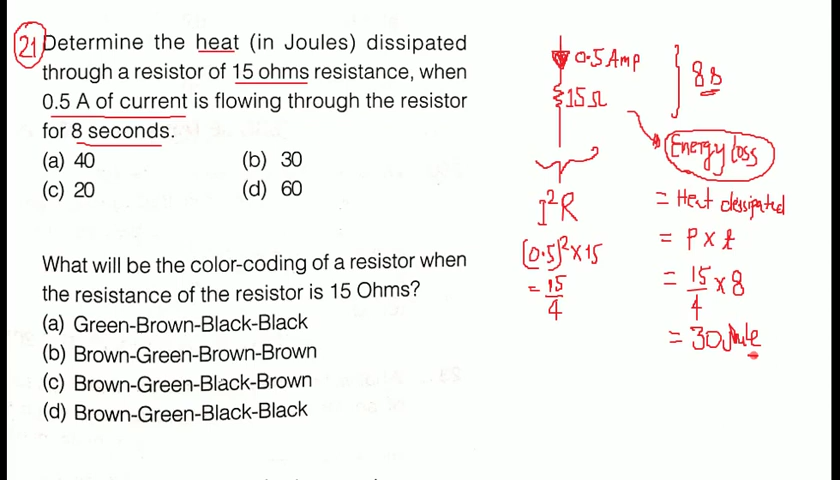 21 Determine the heat (in Joules) dissipated
through a resistor of 15 ohms resistance, when
0.5 A of current is flowing through the resistor
for 8 seconds.
(a) 40 (b) 30
(c) 20 (d) 60
What will be the color-coding of a resistor when
the resistance of the resistor is 15 Ohms?
(a) Green-Brown-Black-Black
(b) Brown-Green-Brown-Brown
(c) Brown-Green-Black-Brown
(d) Brown-Green-Black-Black
0.5 Amp
15 Ω
8s
I²R
(0.5)² × 15
= 15/4
Energy loss
= Heat dessipated
= P × t
= 15/4 × 8
= 30 Jule